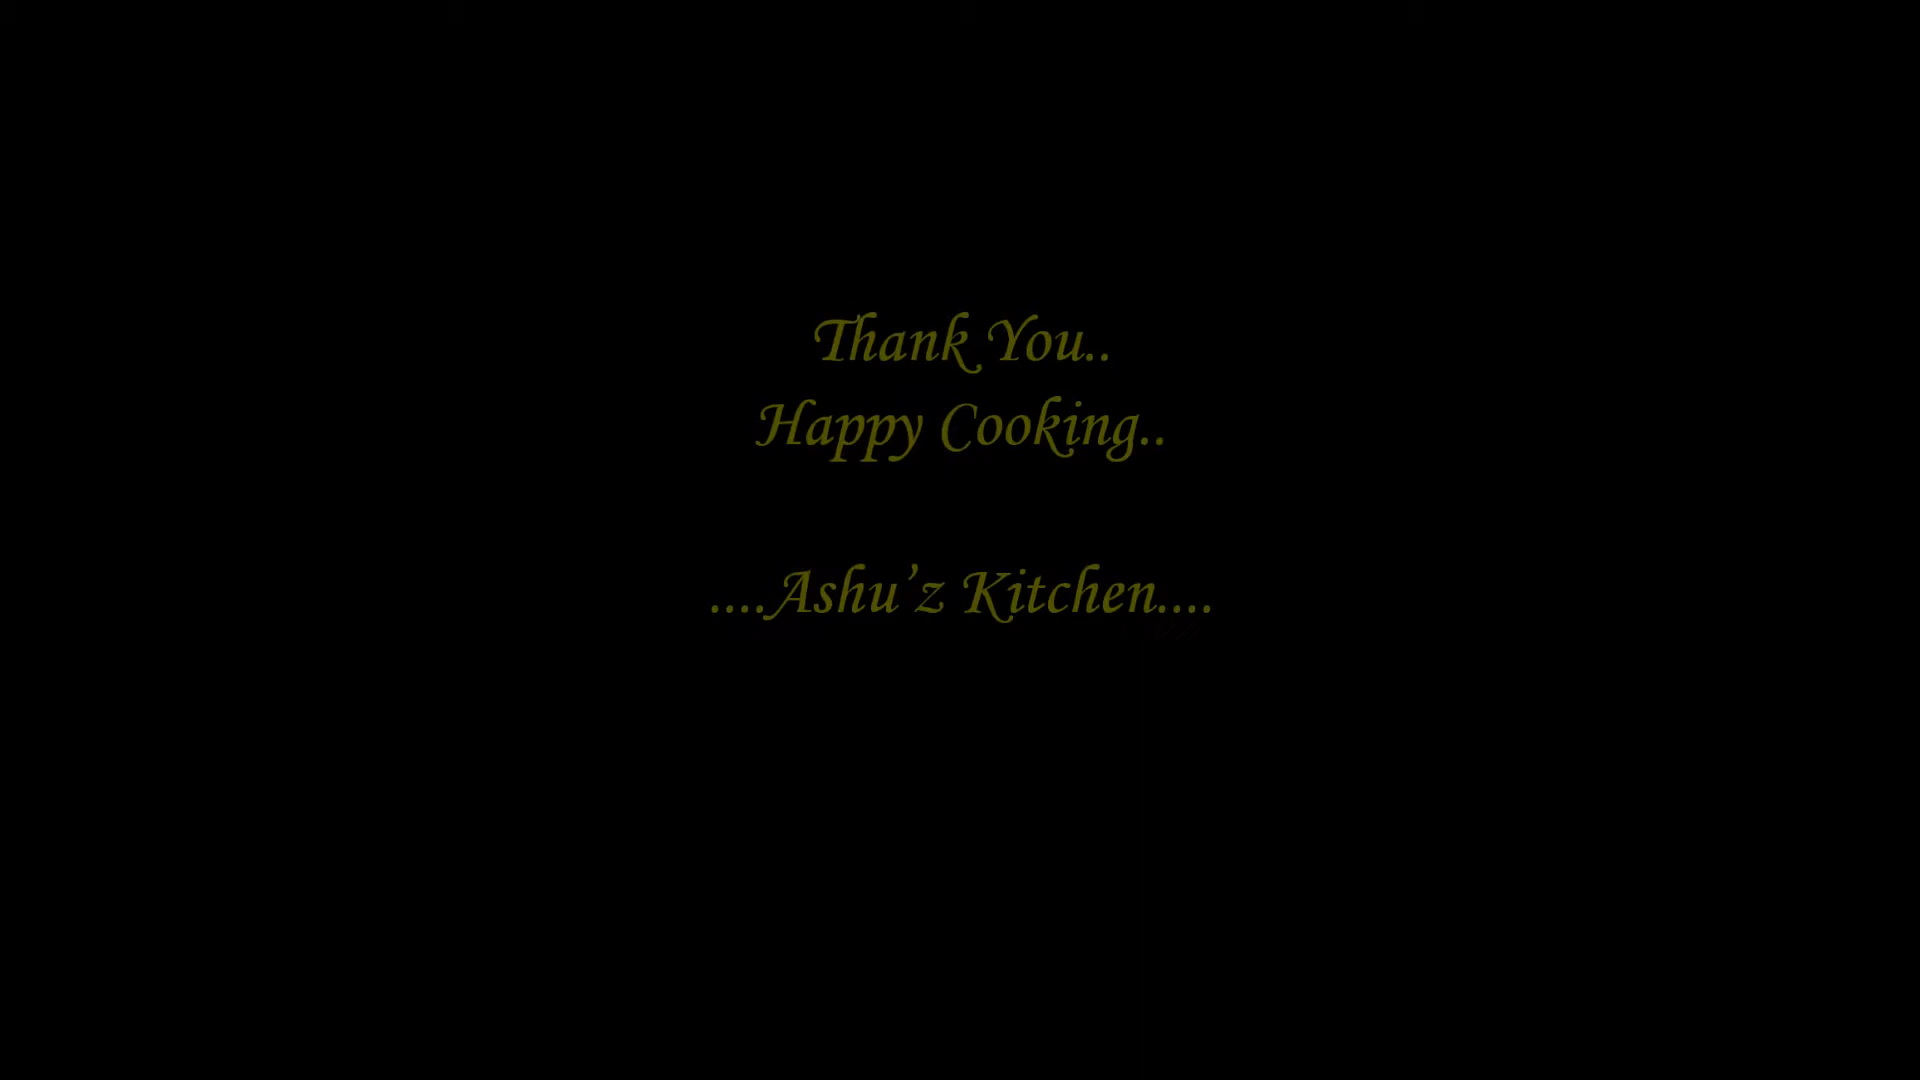 Thank You..
Happy Cooking..
....Ashu’z Kitchen....